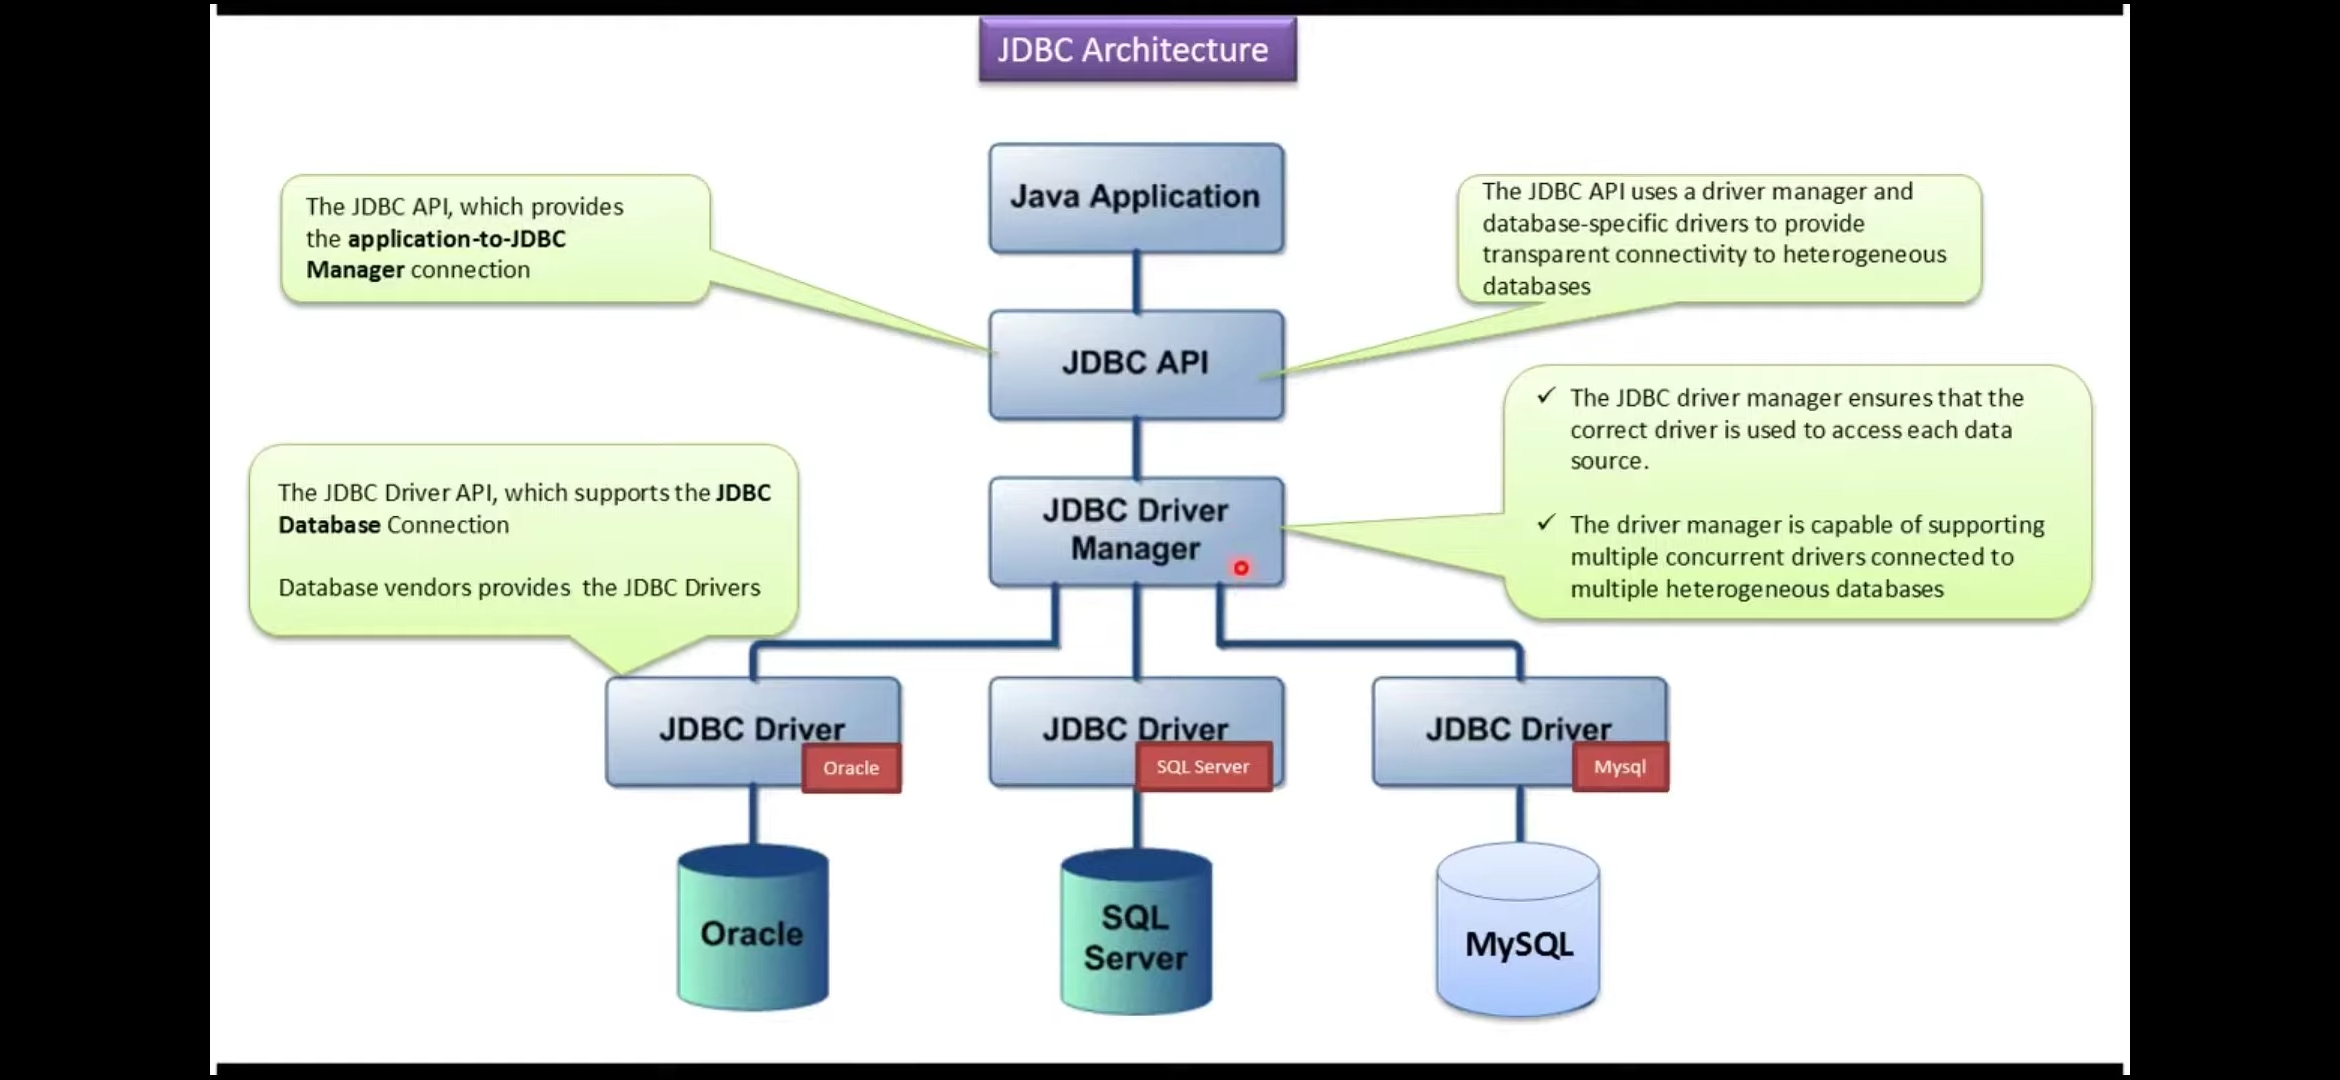 JDBC Architecture
Java Application
The JDBC API, which provides
the application-to-JDBC
Manager connection
The JDBC API uses a driver manager and
database-specific drivers to provide
transparent connectivity to heterogeneous
databases
JDBC API
✓ The JDBC driver manager ensures that the
correct driver is used to access each data
source.
✓ The driver manager is capable of supporting
multiple concurrent drivers connected to
multiple heterogeneous databases
The JDBC Driver API, which supports the JDBC
Database Connection
Database vendors provides the JDBC Drivers
JDBC Driver
Manager
JDBC Driver
Oracle
JDBC Driver
SQL Server
JDBC Driver
Mysql
Oracle
SQL
Server
MySQL